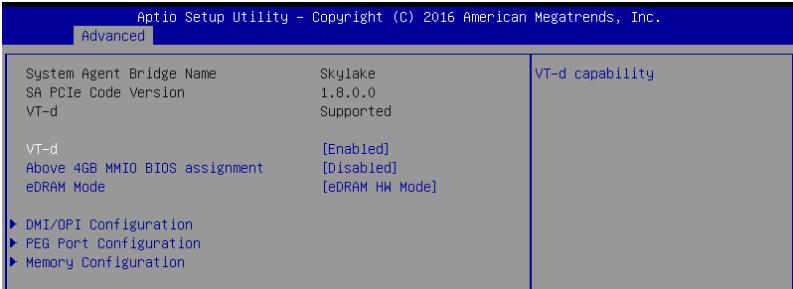 Aptio Setup Utility – Copyright (C) 2016 American Megatrends, Inc.
Advanced
System Agent Bridge Name Skylake VT-d capability
SA PCIe Code Version 1.8.0.0
VT-d Supported
VT-d [Enabled]
Above 4GB MMIO BIOS assignment [Disabled]
eDRAM Mode [eDRAM HW Mode]
DMI/OPI Configuration
PEG Port Configuration
Memory Configuration